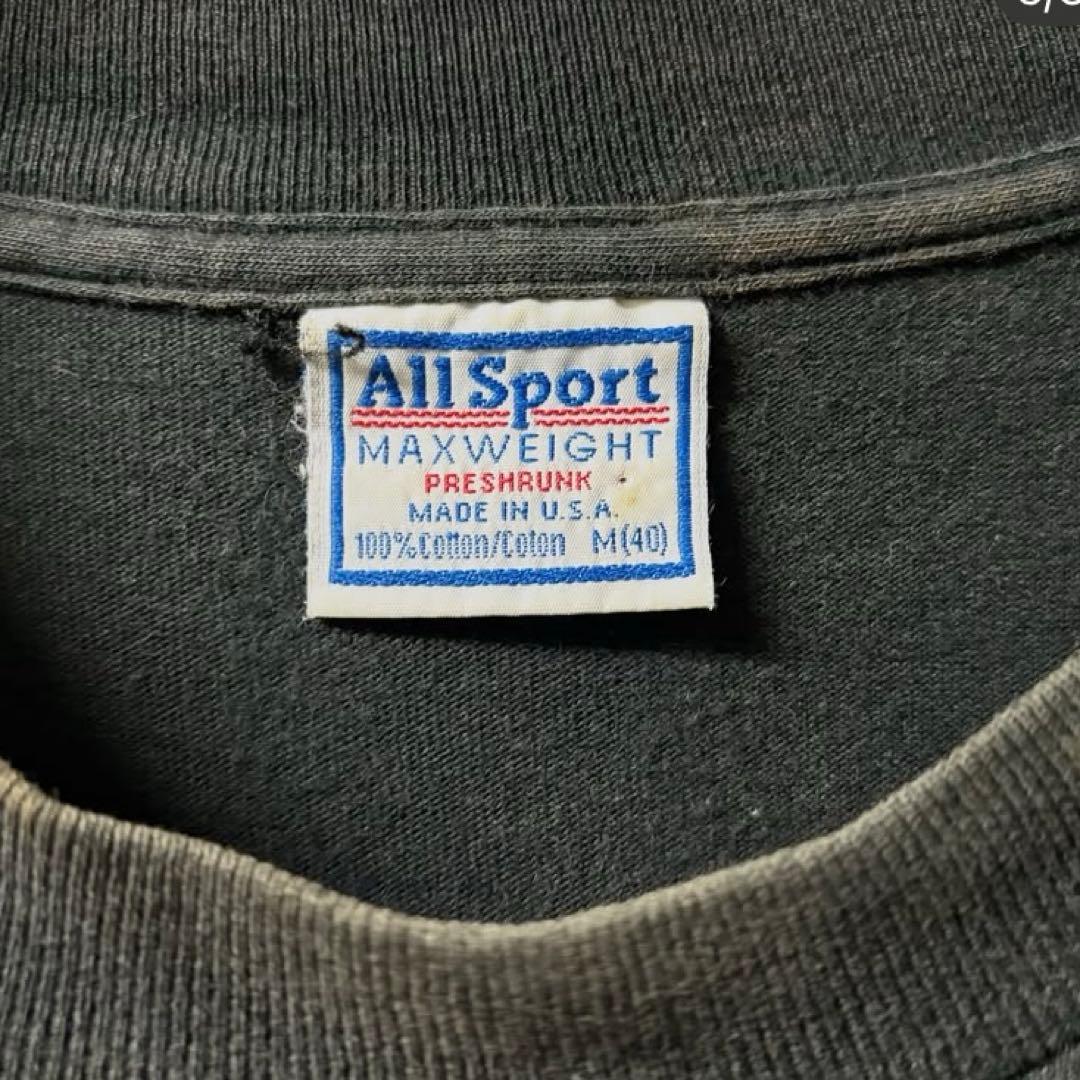 All Sport
MAXWEIGHT
PRESHRUNK
MADE IN U.S.A.
100% Cotton/Coton M(40)